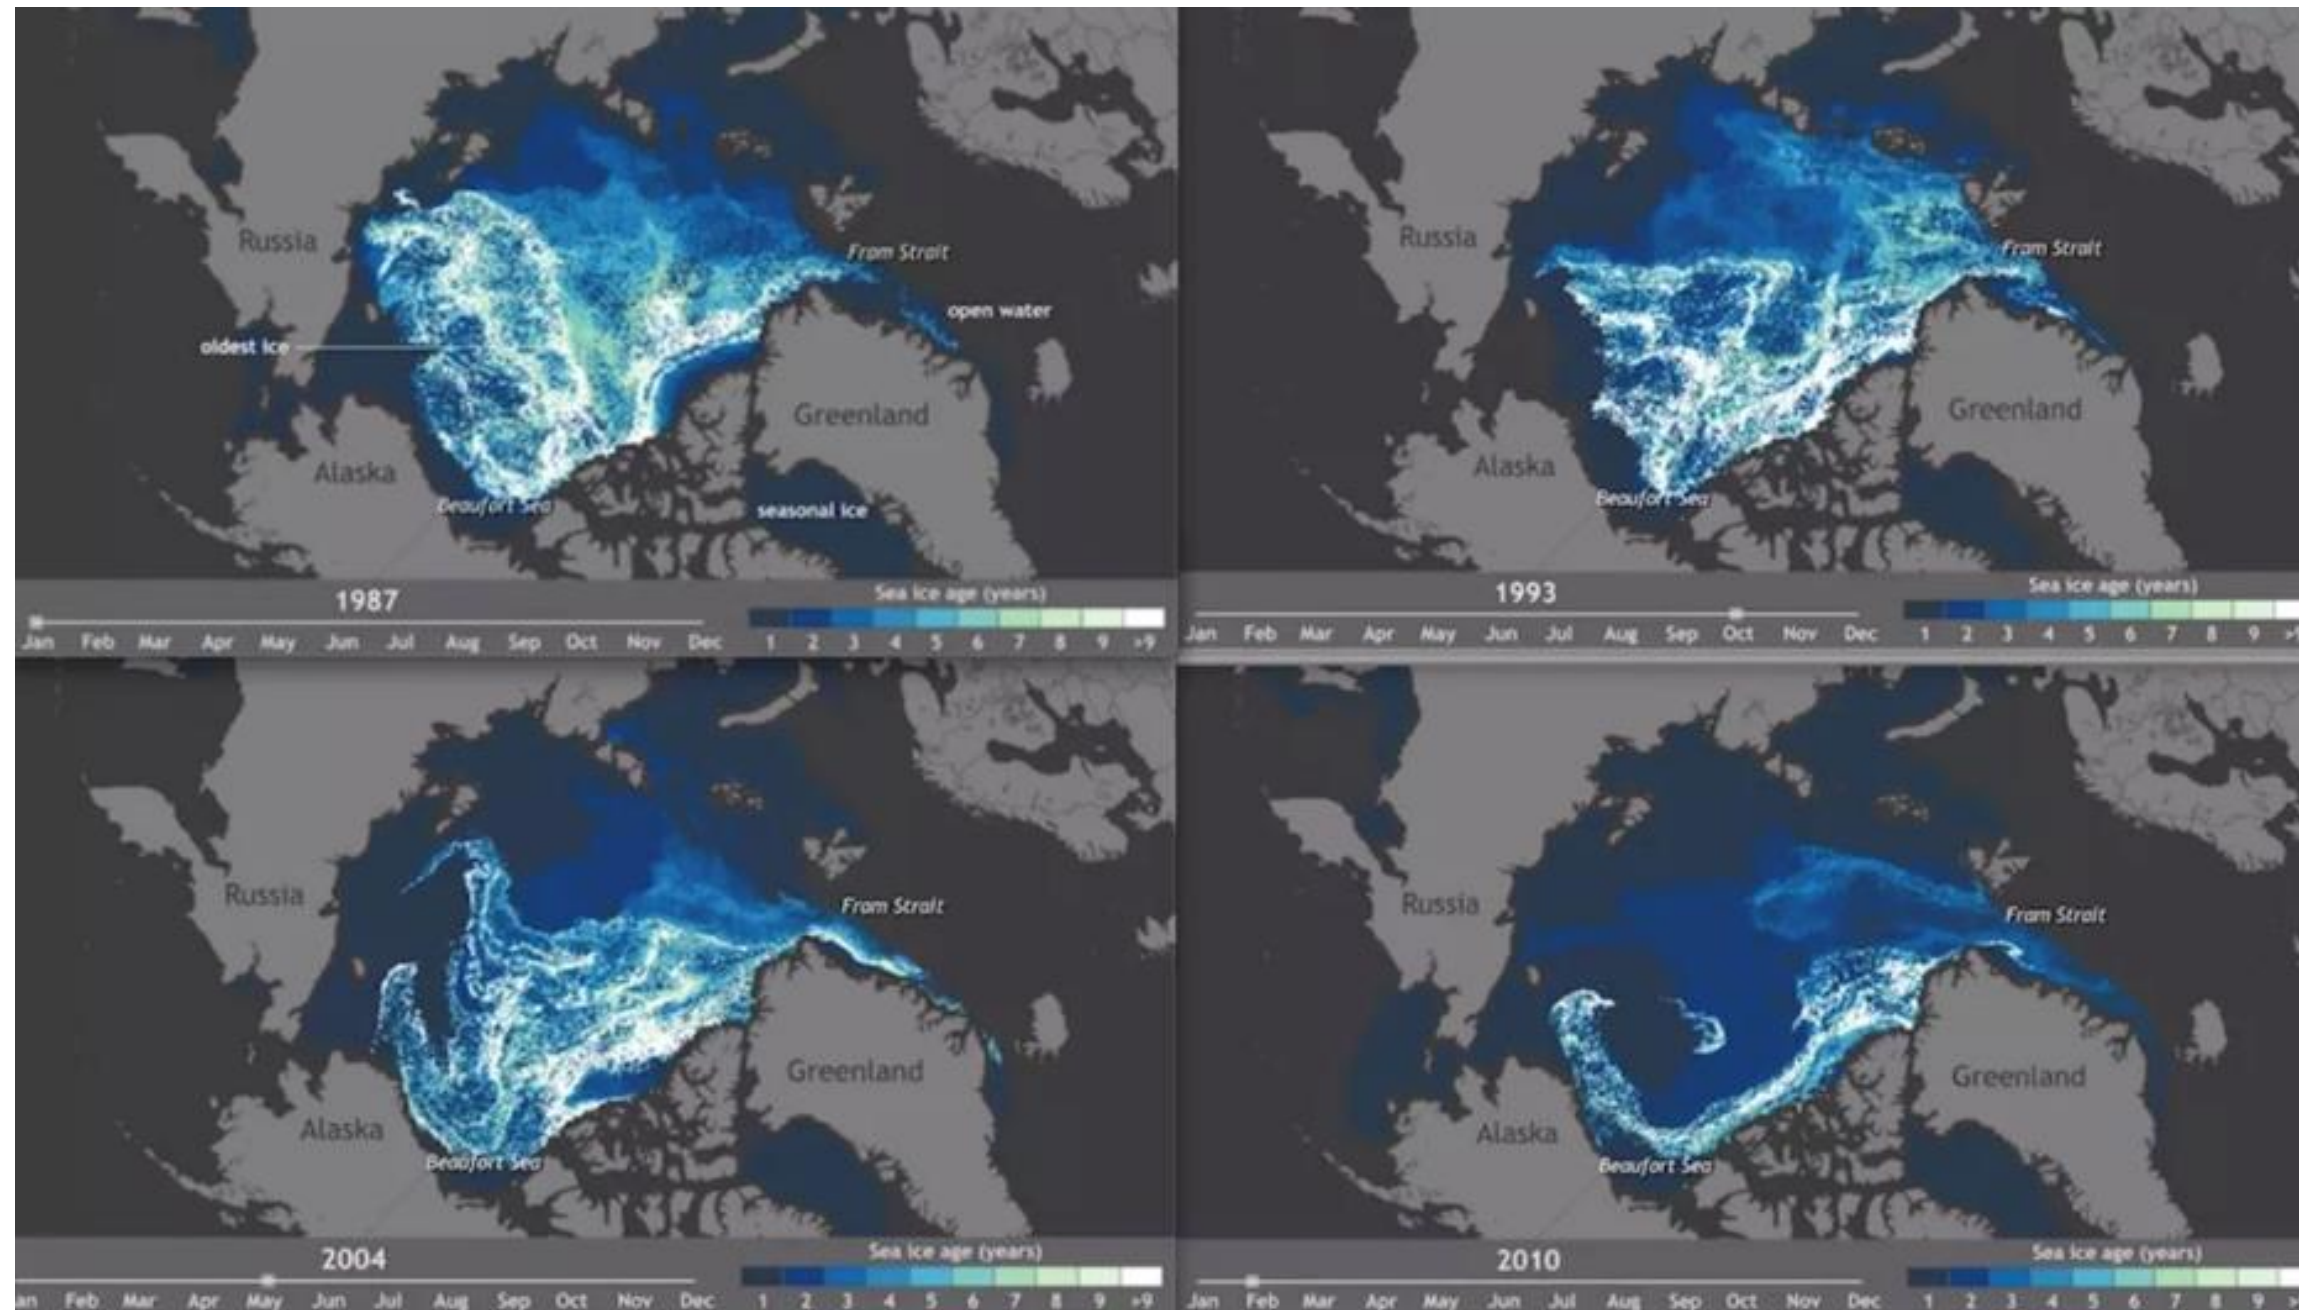 Russia
Fram Strait
open water
oldest ice
Greenland
Alaska
Beaufort Sea
seasonal ice
1987
Sea ice age (years)
Jan Feb Mar Apr May Jun Jul Aug Sep Oct Nov Dec
1 2 3 4 5 6 7 8 9 >9
Russia
Fram Strait
Greenland
Alaska
Beaufort Sea
1993
Sea ice age (years)
Jan Feb Mar Apr May Jun Jul Aug Sep Oct Nov Dec
1 2 3 4 5 6 7 8 9 >9
Russia
Fram Strait
Greenland
Alaska
Beaufort Sea
2004
Sea ice age (years)
an Feb Mar Apr May Jun Jul Aug Sep Oct Nov Dec
1 2 3 4 5 6 7 8 9 >9
Russia
Fram Strait
Greenland
Alaska
Beaufort Sea
2010
Sea ice age (years)
Jan Feb Mar Apr May Jun Jul Aug Sep Oct Nov Dec
1 2 3 4 5 6 7 8 9 >